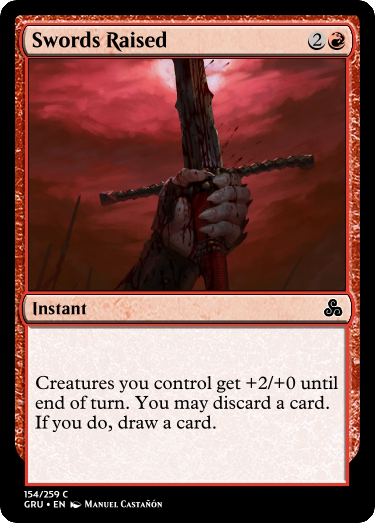 Swords Raised 2
Instant
Creatures you control get +2/+0 until
end of turn. You may discard a card.
If you do, draw a card.
154/259 C
GRU • EN Manuel Castañón